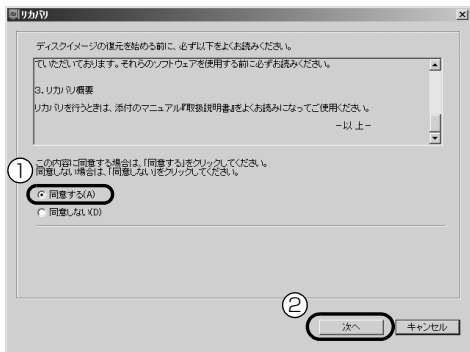 リカバリ
ディスクイメージの復元を始める前に、必ず以下をよくお読みください。
ていただいております。それらのソフトウェアを使用する前に必ずお読みください。
3. リカバリ概要
リカバリを行うときは、添付のマニュアル『取扱説明書』をよくお読みになってご使用ください。
－以 上－
①
この内容に同意する場合は、「同意する」をクリックしてください。
同意しない場合は、「同意しない」をクリックしてください。
同意する(A)
同意しない(D)
②
次へ
キャンセル